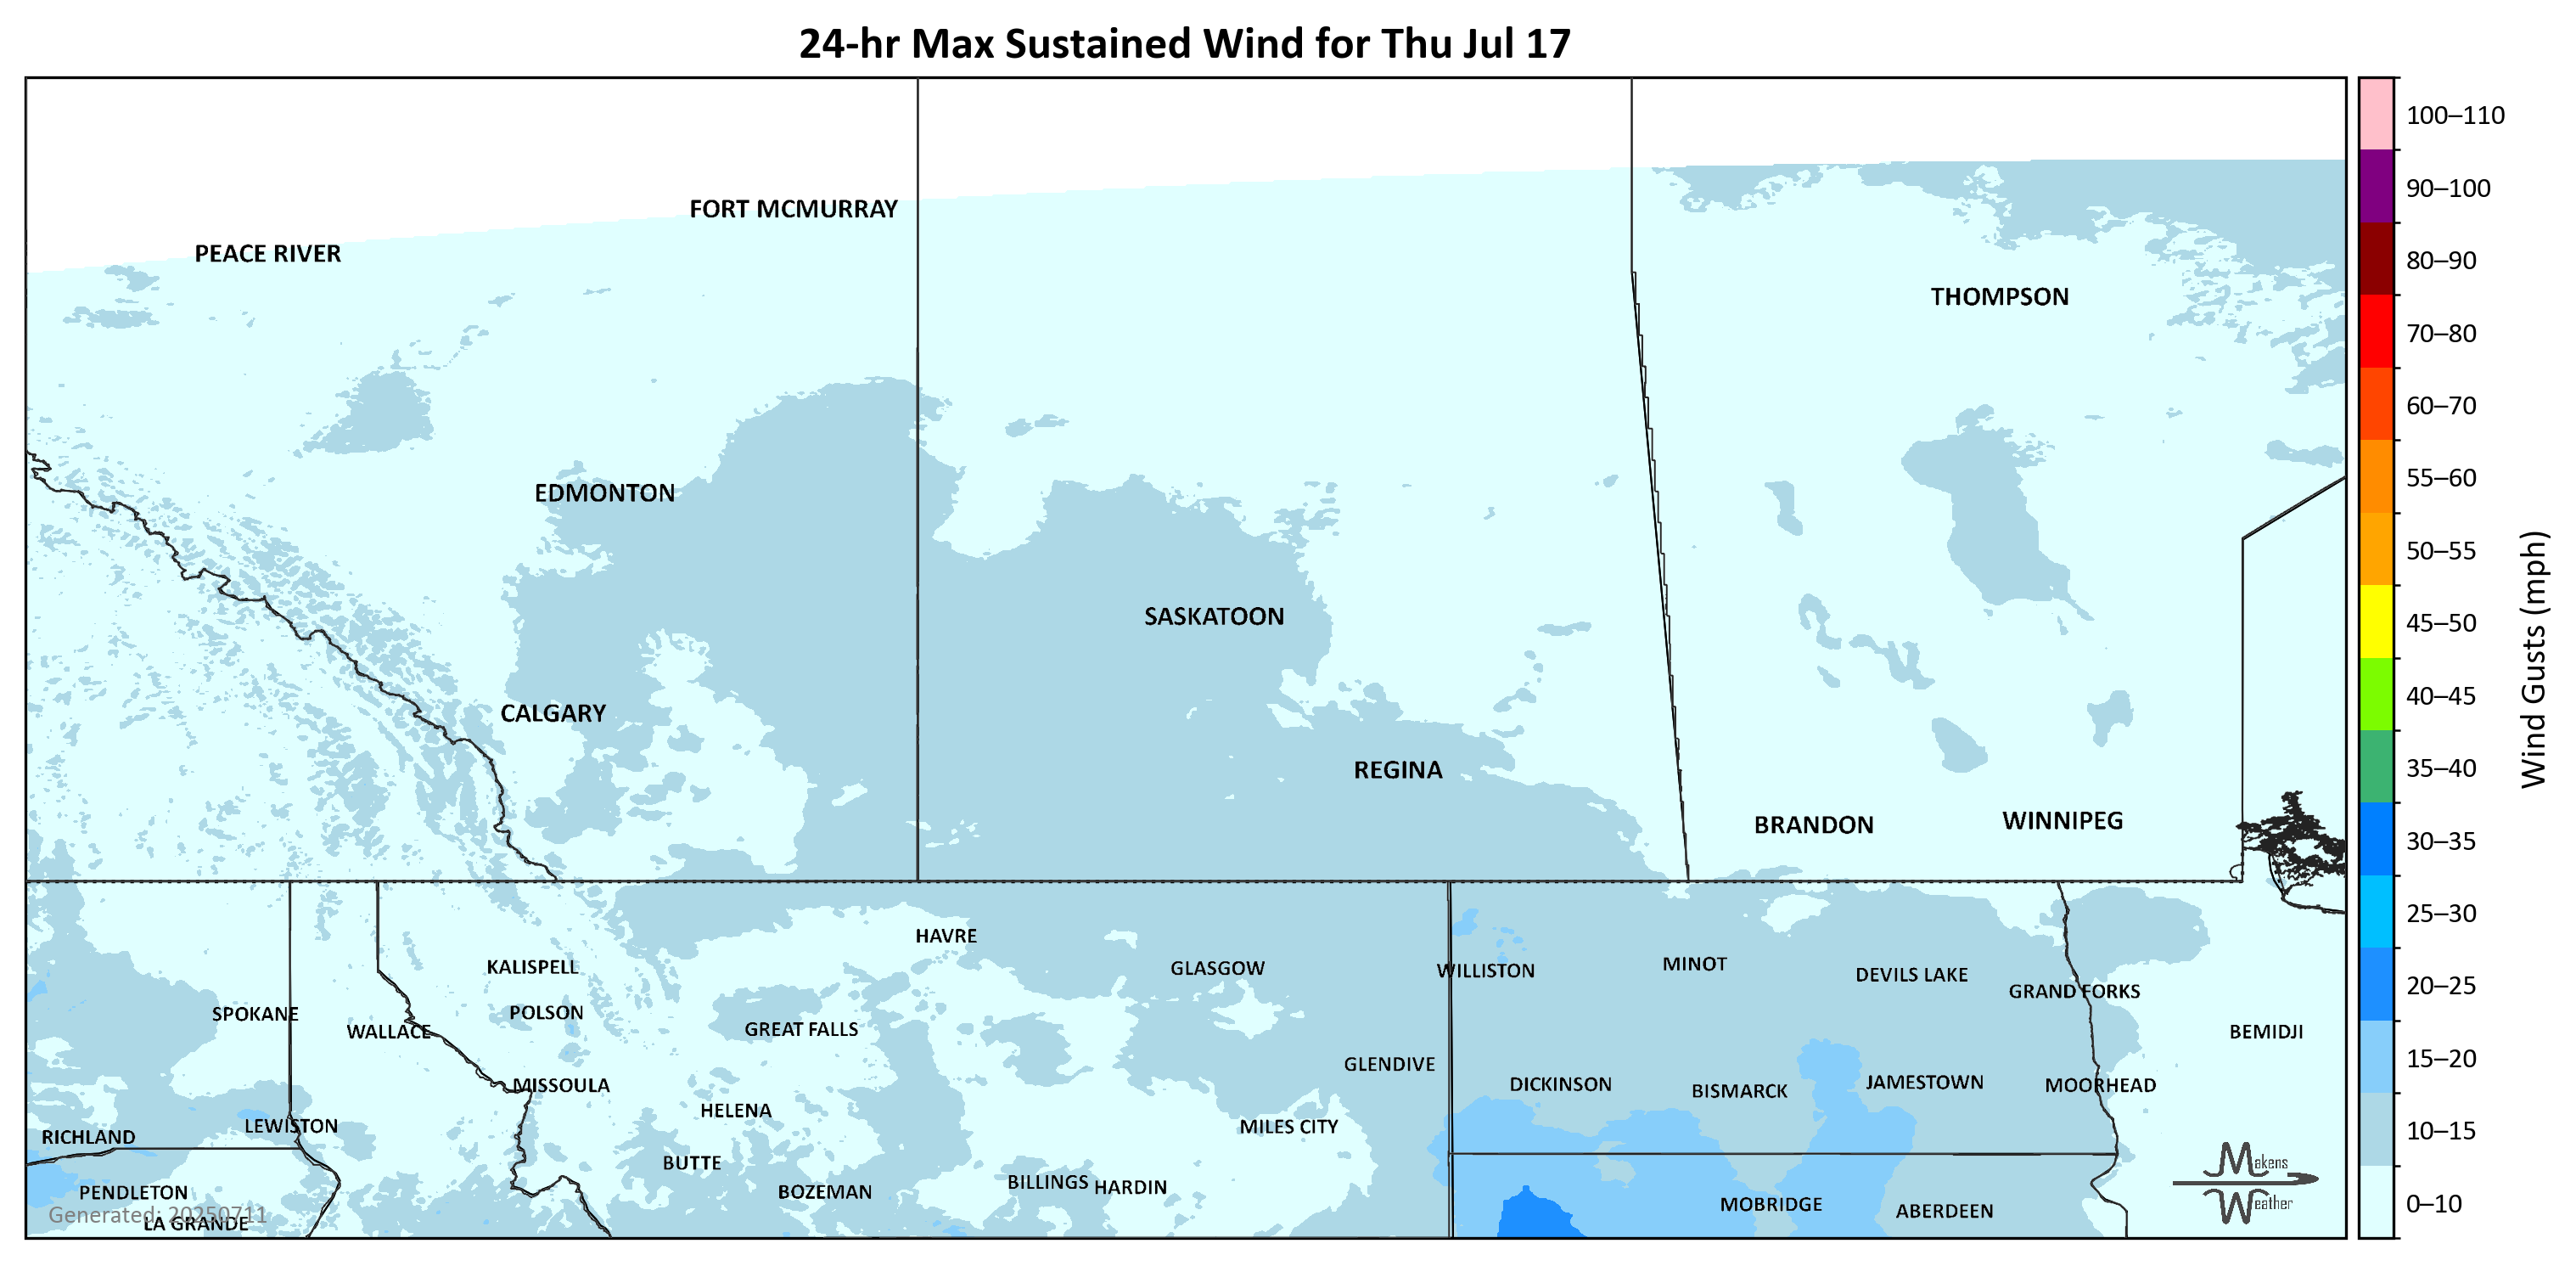 24-hr Max Sustained Wind for Thu Jul 17
100–110
90–100
80–90
70–80
60–70
55–60
50–55
45–50
40–45
35–40
30–35
25–30
20–25
15–20
10–15
0–10
Wind Gusts (mph)
FORT MCMURRAY
PEACE RIVER
THOMPSON
EDMONTON
SASKATOON
CALGARY
REGINA
BRANDON
WINNIPEG
HAVRE
KALISPELL
GLASGOW
WILLISTON
MINOT
DEVILS LAKE
GRAND FORKS
SPOKANE
POLSON
WALLACE
GREAT FALLS
BEMIDJI
GLENDIVE
MISSOULA
DICKINSON
BISMARCK
JAMESTOWN
MOORHEAD
HELENA
LEWISTON
MILES CITY
RICHLAND
BUTTE
PENDLETON
BOZEMAN
BILLINGS
HARDIN
MOBRIDGE
ABERDEEN
Generated: 20250711
LA GRANDE
Makens
Weather